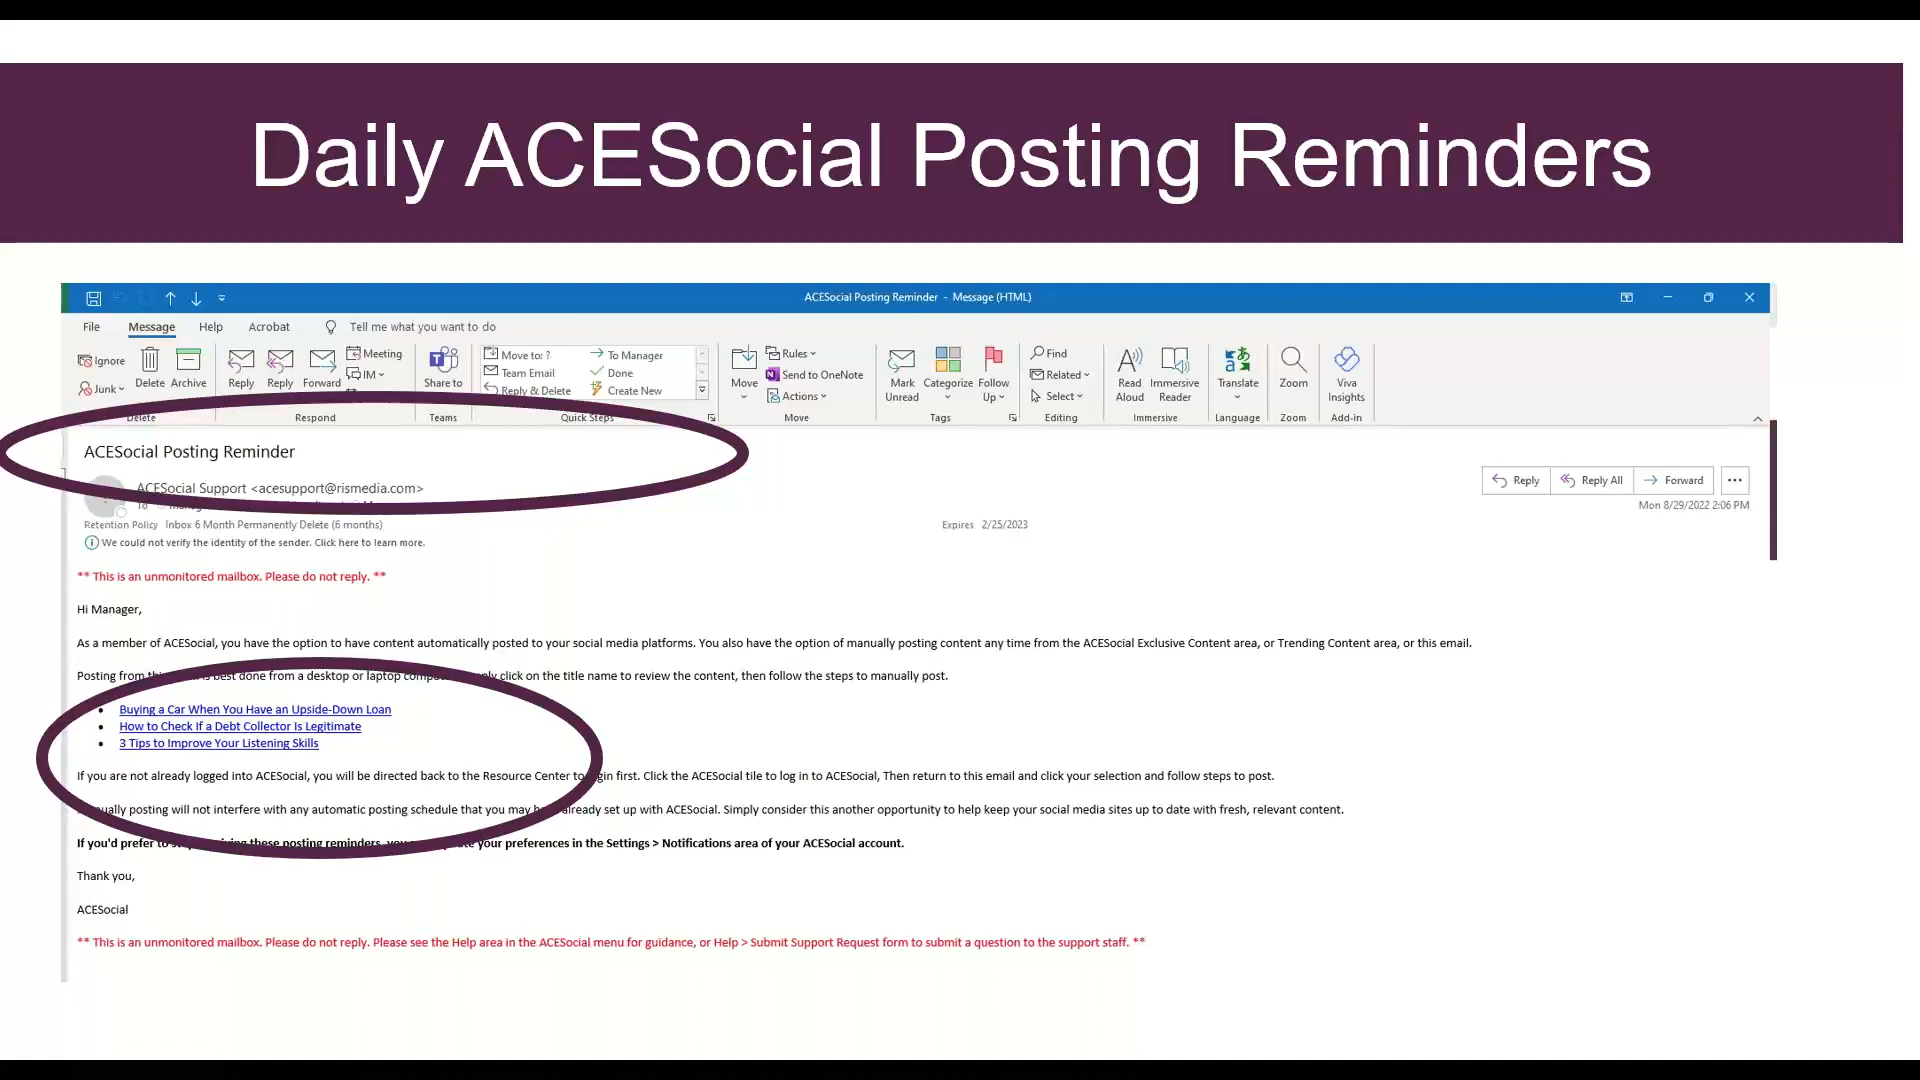 Daily ACESocial Posting Reminders
ACESocial Posting Reminder - Message (HTML)
File Message Help Acrobat Tell me what you want to do
Ignore
Junk
Delete
Archive
Delete
Reply
Reply
Forward
Meeting
IM
Respond
Share to
Teams
Move to: ?
Team Email
Reply & Delete
To Manager
Done
Create New
Quick Steps
Move
Rules
Send to OneNote
Actions
Move
Mark Unread
Categorize
Follow Up
Tags
Find
Related
Select
Editing
Read Aloud
Immersive Reader
Immersive
Translate
Language
Zoom
Zoom
Viva Insights
Add-in
ACESocial Posting Reminder
ACESocial Support <acesupport@rismedia.com>
To
Reply Reply All Forward
Mon 8/29/2022 2:06 PM
Retention Policy Inbox 6 Month Permanently Delete (6 months) Expires 2/25/2023
We could not verify the identity of the sender. Click here to learn more.
** This is an unmonitored mailbox. Please do not reply. **
Hi Manager,
As a member of ACESocial, you have the option to have content automatically posted to your social media platforms. You also have the option of manually posting content any time from the ACESocial Exclusive Content area, or Trending Content area, or this email.
Posting from is best done from a desktop or laptop click on the title name to review the content, then follow the steps to manually post.
• Buying a Car When You Have an Upside-Down Loan
• How to Check If a Debt Collector Is Legitimate
• 3 Tips to Improve Your Listening Skills
If you are not already logged into ACESocial, you will be directed back to the Resource Center to first. Click the ACESocial tile to log in to ACESocial, Then return to this email and click your selection and follow steps to post.
posting will not interfere with any automatic posting schedule that you may already set up with ACESocial. Simply consider this another opportunity to help keep your social media sites up to date with fresh, relevant content.
If you'd prefer to these posting reminders, your preferences in the Settings > Notifications area of your ACESocial account.
Thank you,
ACESocial
** This is an unmonitored mailbox. Please do not reply. Please see the Help area in the ACESocial menu for guidance, or Help > Submit Support Request form to submit a question to the support staff. **